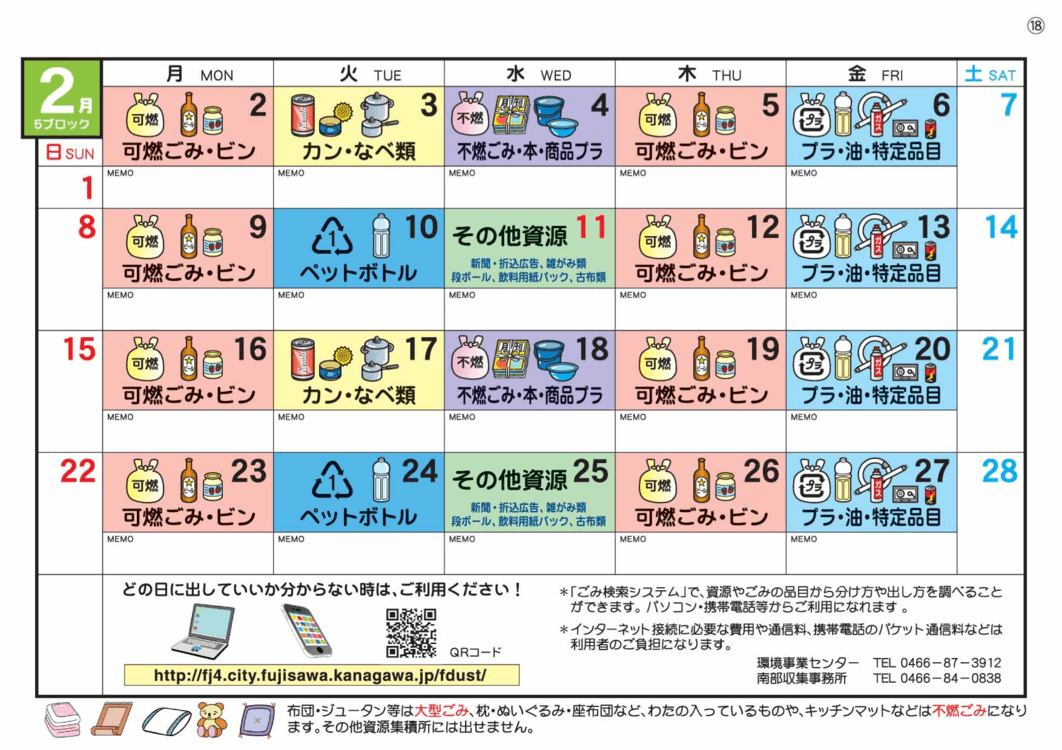 ⑱
2月
5ブロック
日 SUN
月 MON
火 TUE
水 WED
木 THU
金 FRI
土 SAT
1
可燃 2
可燃ごみ・ビン
MEMO
3
カン・なべ類
MEMO
不燃 月刊 月刊 4
不燃ごみ・本・商品プラ
MEMO
可燃 5
可燃ごみ・ビン
MEMO
プラ ガス 6
プラ・油・特定品目
MEMO
7
8
可燃 9
可燃ごみ・ビン
MEMO
1 10
ペットボトル
MEMO
その他資源 11
新聞・折込広告、雑がみ類
段ボール、飲料用紙パック、古布類
MEMO
可燃 12
可燃ごみ・ビン
MEMO
プラ ガス 13
プラ・油・特定品目
MEMO
14
15
可燃 16
可燃ごみ・ビン
MEMO
17
カン・なべ類
MEMO
不燃 月刊 月刊 18
不燃ごみ・本・商品プラ
MEMO
可燃 19
可燃ごみ・ビン
MEMO
プラ ガス 20
プラ・油・特定品目
MEMO
21
22
可燃 23
可燃ごみ・ビン
MEMO
1 24
ペットボトル
MEMO
その他資源 25
新聞・折込広告、雑がみ類
段ボール、飲料用紙パック、古布類
MEMO
可燃 26
可燃ごみ・ビン
MEMO
プラ ガス 27
プラ・油・特定品目
MEMO
28
どの日に出していいか分からない時は、ご利用ください！
QRコード
http://fj4.city.fujisawa.kanagawa.jp/fdust/
＊「ごみ検索システム」で、資源やごみの品目から分け方や出し方を調べること
ができます。パソコン・携帯電話等からご利用になれます 。
＊インターネット接続に必要な費用や通信料、携帯電話のパケット通信料などは
利用者のご負担になります。
環境事業センター TEL 0466－87－3912
南部収集事務所 TEL 0466－84－0838
布団・ジュータン等は大型ごみ、枕・ぬいぐるみ・座布団など、わたの入っているものや、キッチンマットなどは不燃ごみになり
ます。その他資源集積所には出せません。